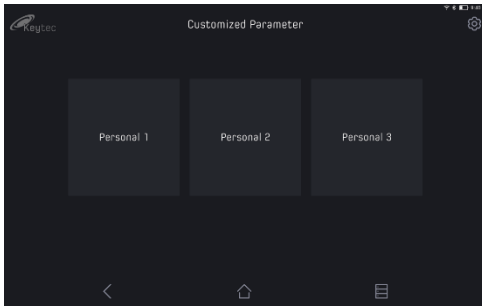 Keytec
Customized Parameter
Personal 1
Personal 2
Personal 3